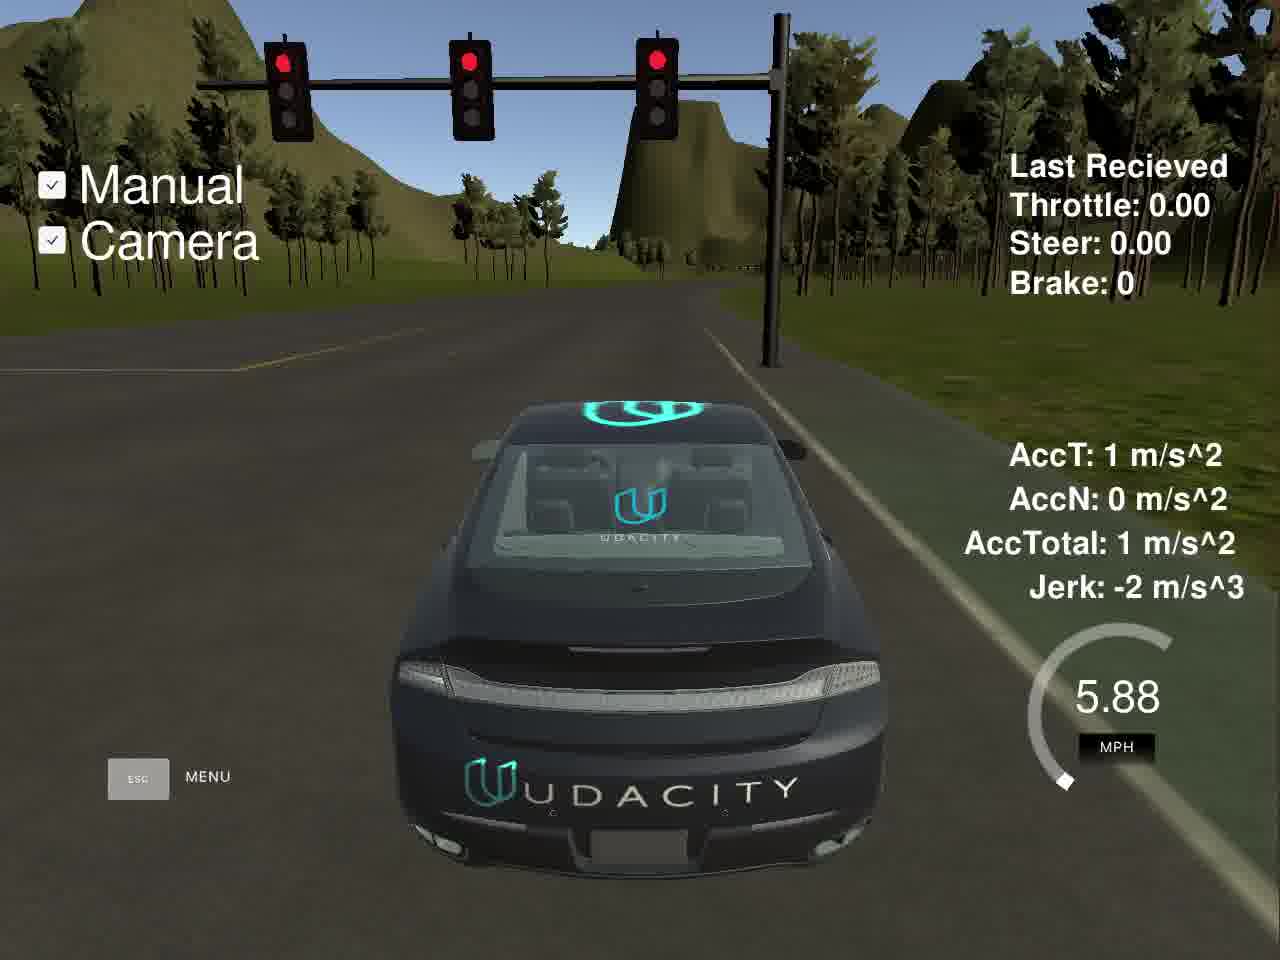 Manual
Camera
Last Recieved
Throttle: 0.00
Steer: 0.00
Brake: 0
AccT: 1 m/s^2
AccN: 0 m/s^2
AccTotal: 1 m/s^2
Jerk: -2 m/s^3
UDACITY
5.88
MPH
ESC MENU
UDACITY